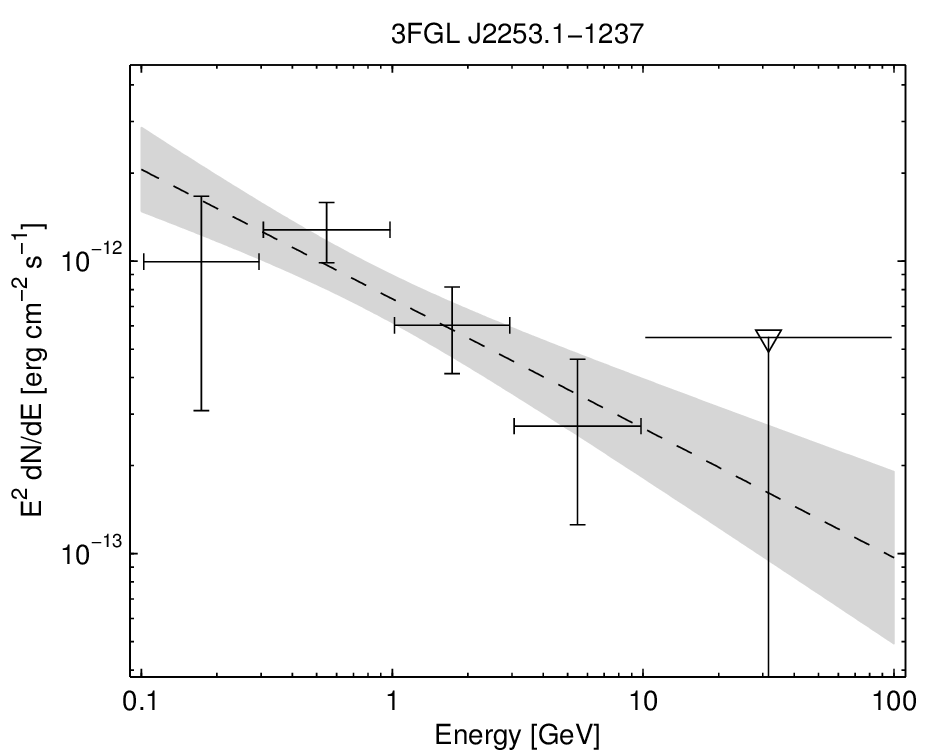 3FGL J2253.1−1237
E² dN/dE [erg cm⁻² s⁻¹]
10⁻¹²
10⁻¹³
0.1 1 10 100
Energy [GeV]